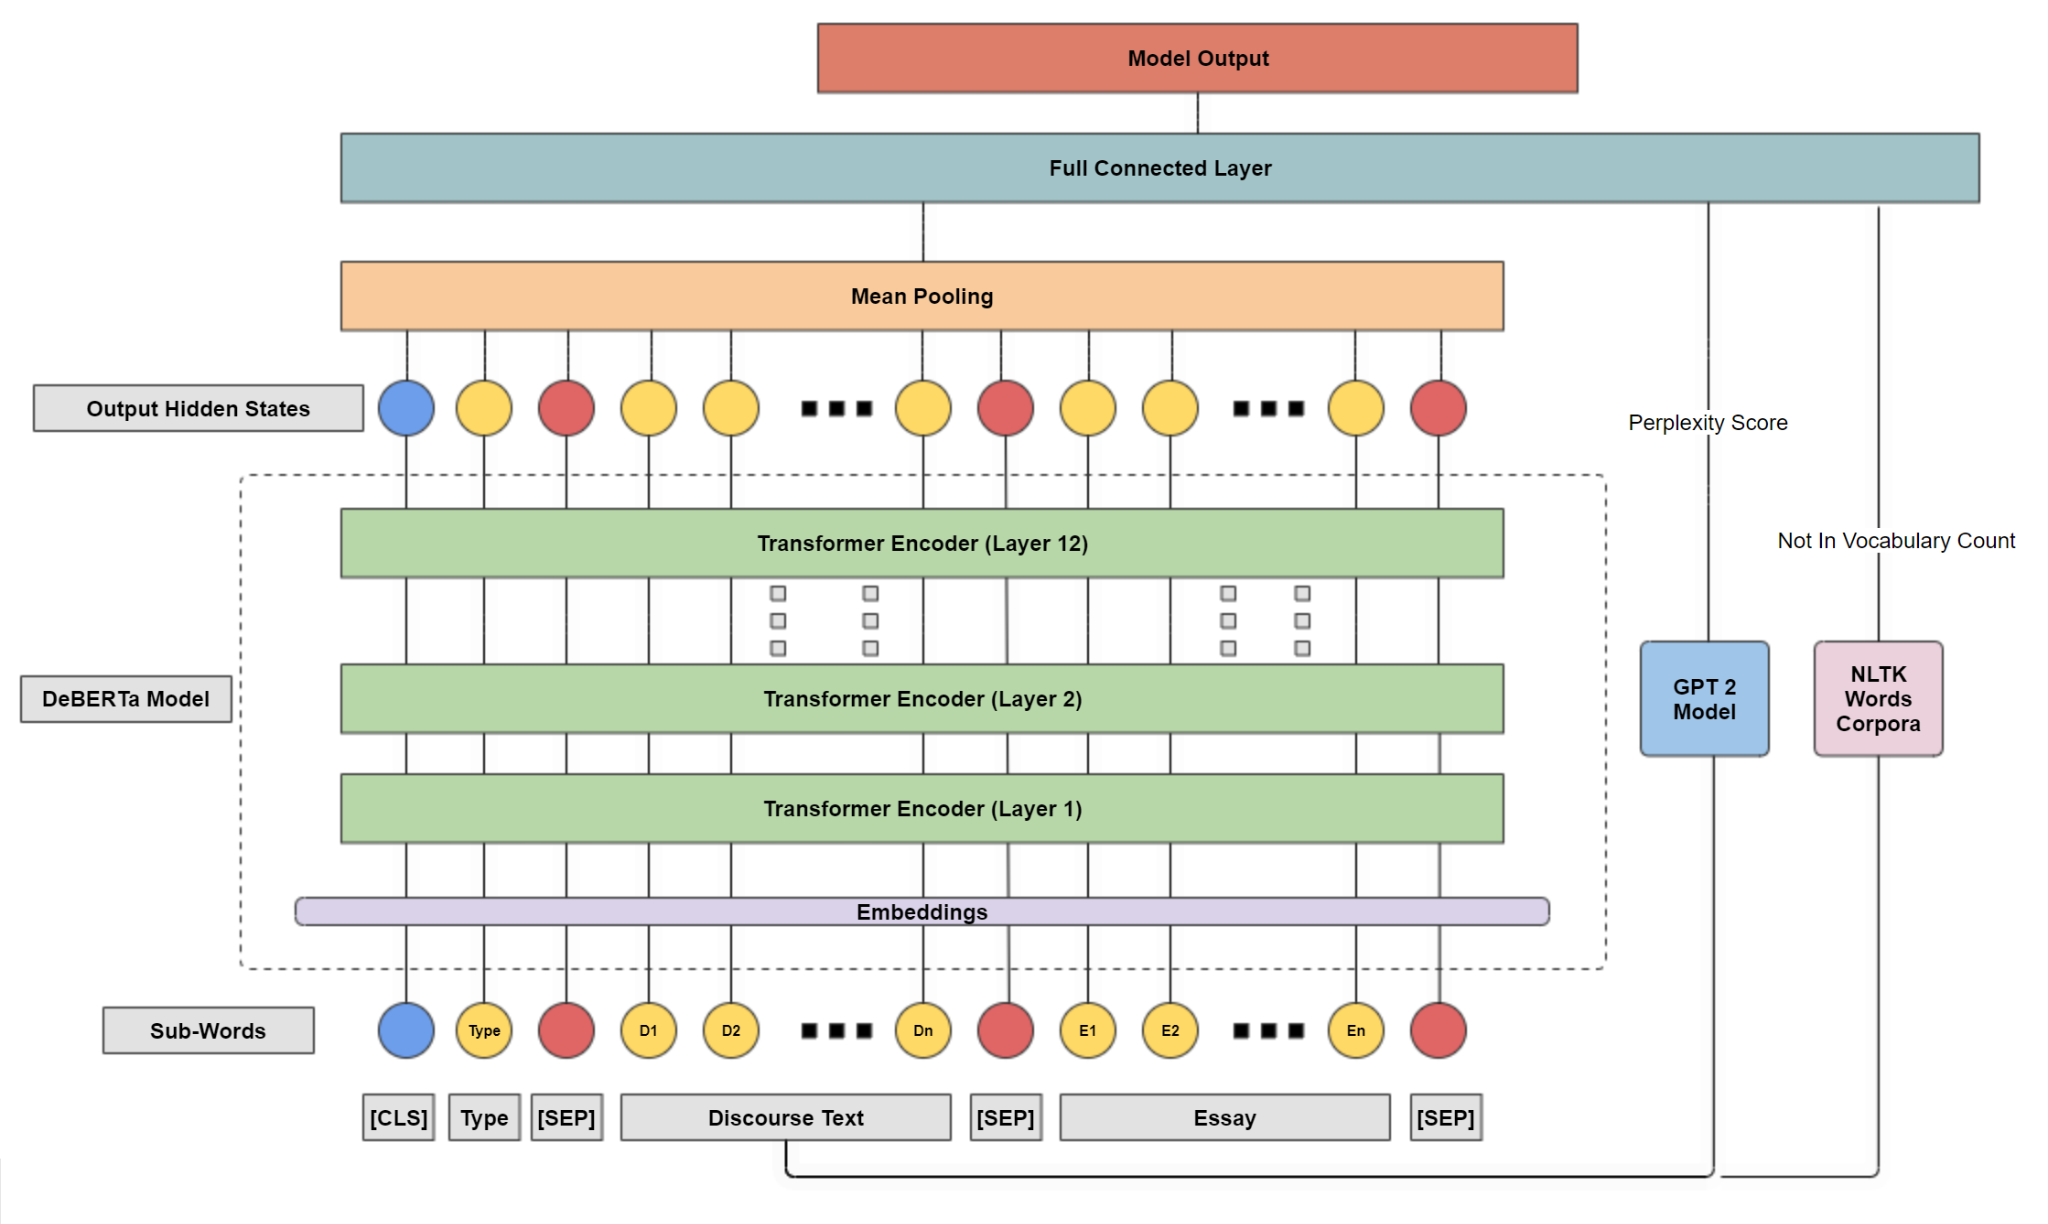 Model Output
Full Connected Layer
Mean Pooling
Output Hidden States
Perplexity Score
Transformer Encoder (Layer 12)
Not In Vocabulary Count
DeBERTa Model
Transformer Encoder (Layer 2)
GPT 2
Model
NLTK
Words
Corpora
Transformer Encoder (Layer 1)
Embeddings
Sub-Words
Type
D1
D2
Dn
E1
E2
En
[CLS]
Type
[SEP]
Discourse Text
[SEP]
Essay
[SEP]